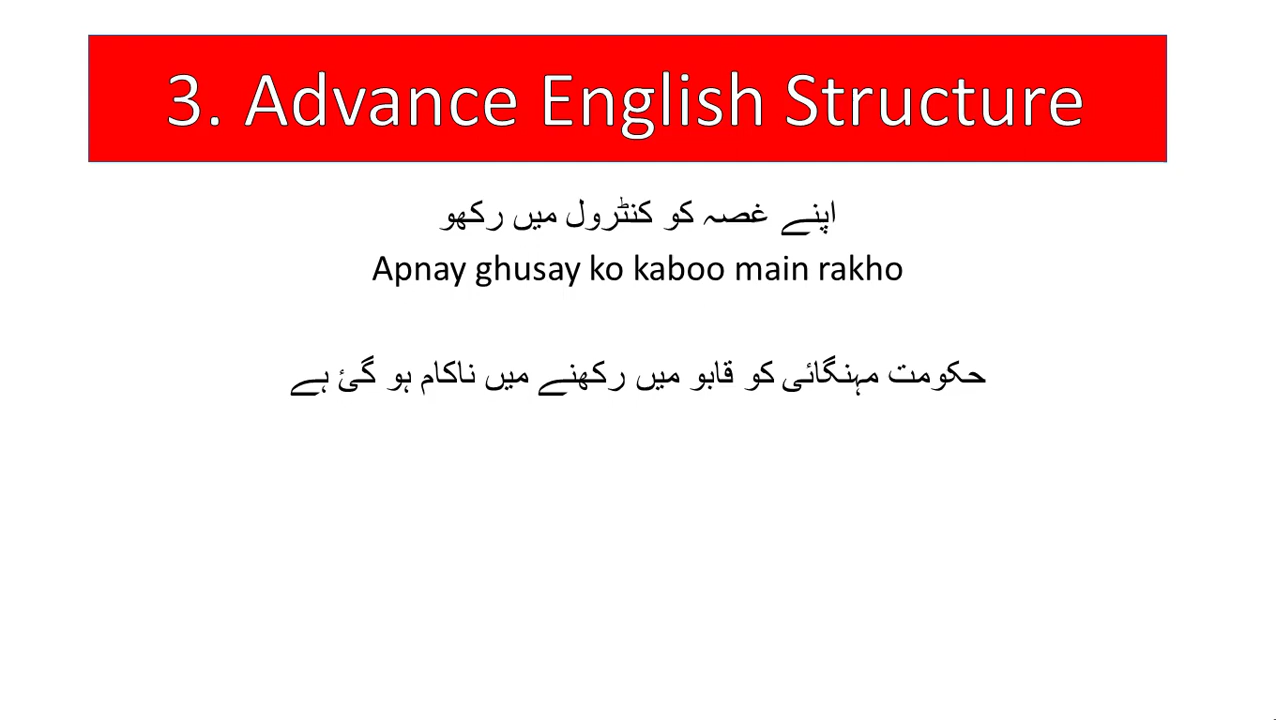 3. Advance English Structure
اپنے غصہ کو کنٹرول میں رکھو
Apnay ghusay ko kaboo main rakho
حکومت مہنگائی کو قابو میں رکھنے میں ناکام ہو گئ ہے